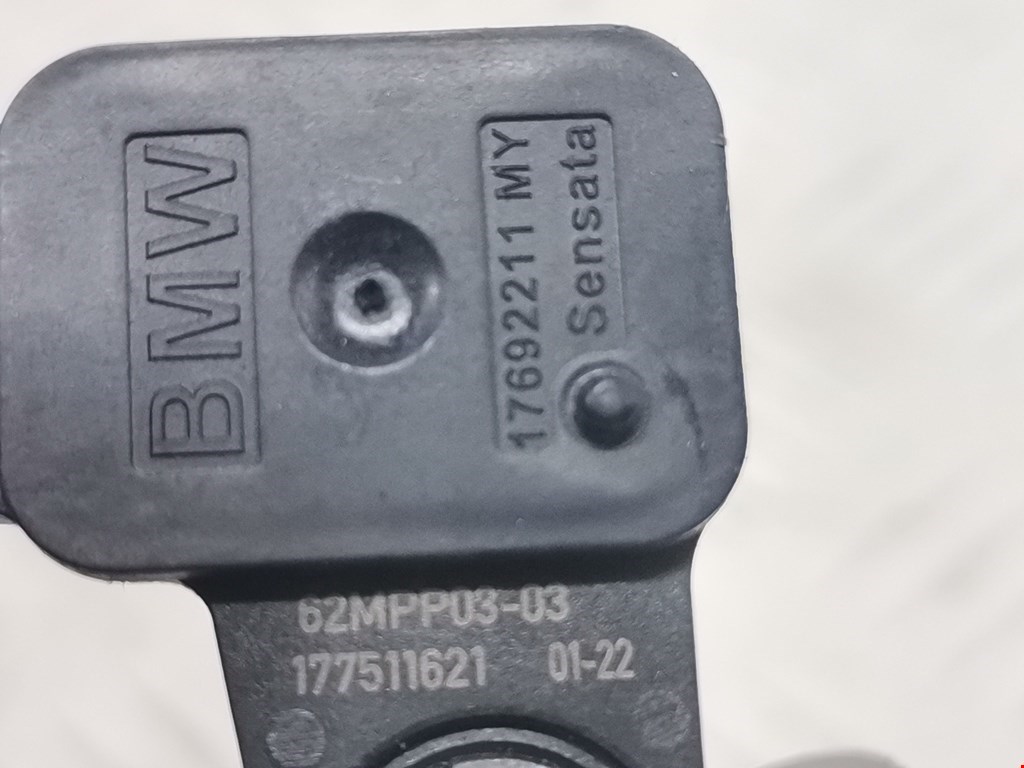 BMW
17692211 MY
Sensata
62MPP03-03
177511621 01-22